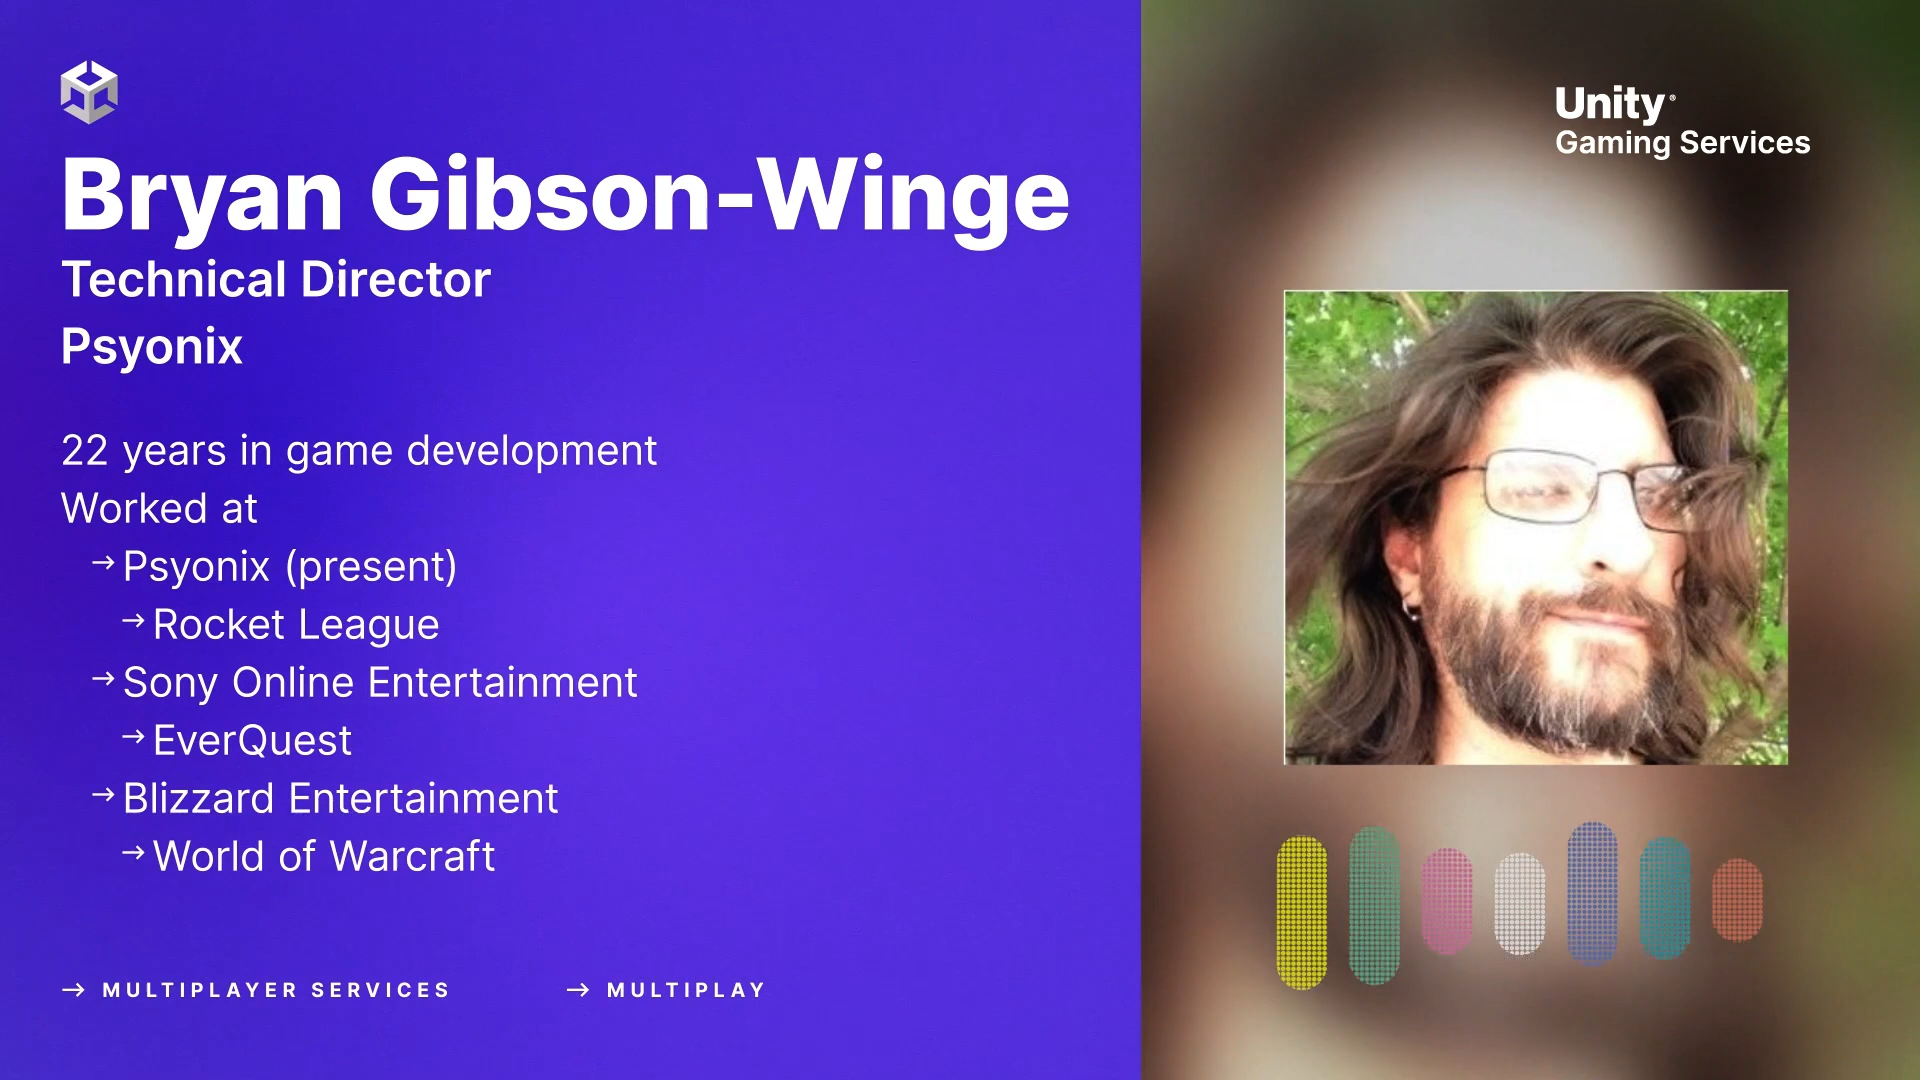 Bryan Gibson-Winge
Technical Director
Psyonix
22 years in game development
Worked at
→ Psyonix (present)
→ Rocket League
→ Sony Online Entertainment
→ EverQuest
→ Blizzard Entertainment
→ World of Warcraft
→ MULTIPLAYER SERVICES
→ MULTIPLAY
Unity®
Gaming Services